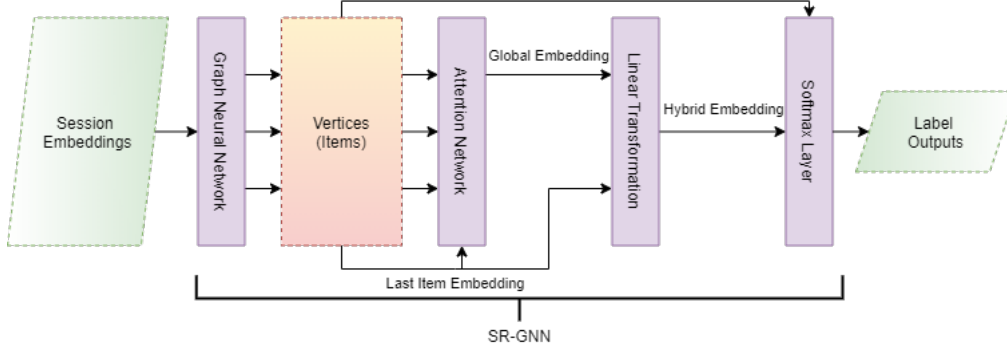 Session
Embeddings
Graph Neural Network
Vertices
(Items)
Attention Network
Global Embedding
Linear Transformation
Hybrid Embedding
Softmax Layer
Label
Outputs
Last Item Embedding
SR-GNN